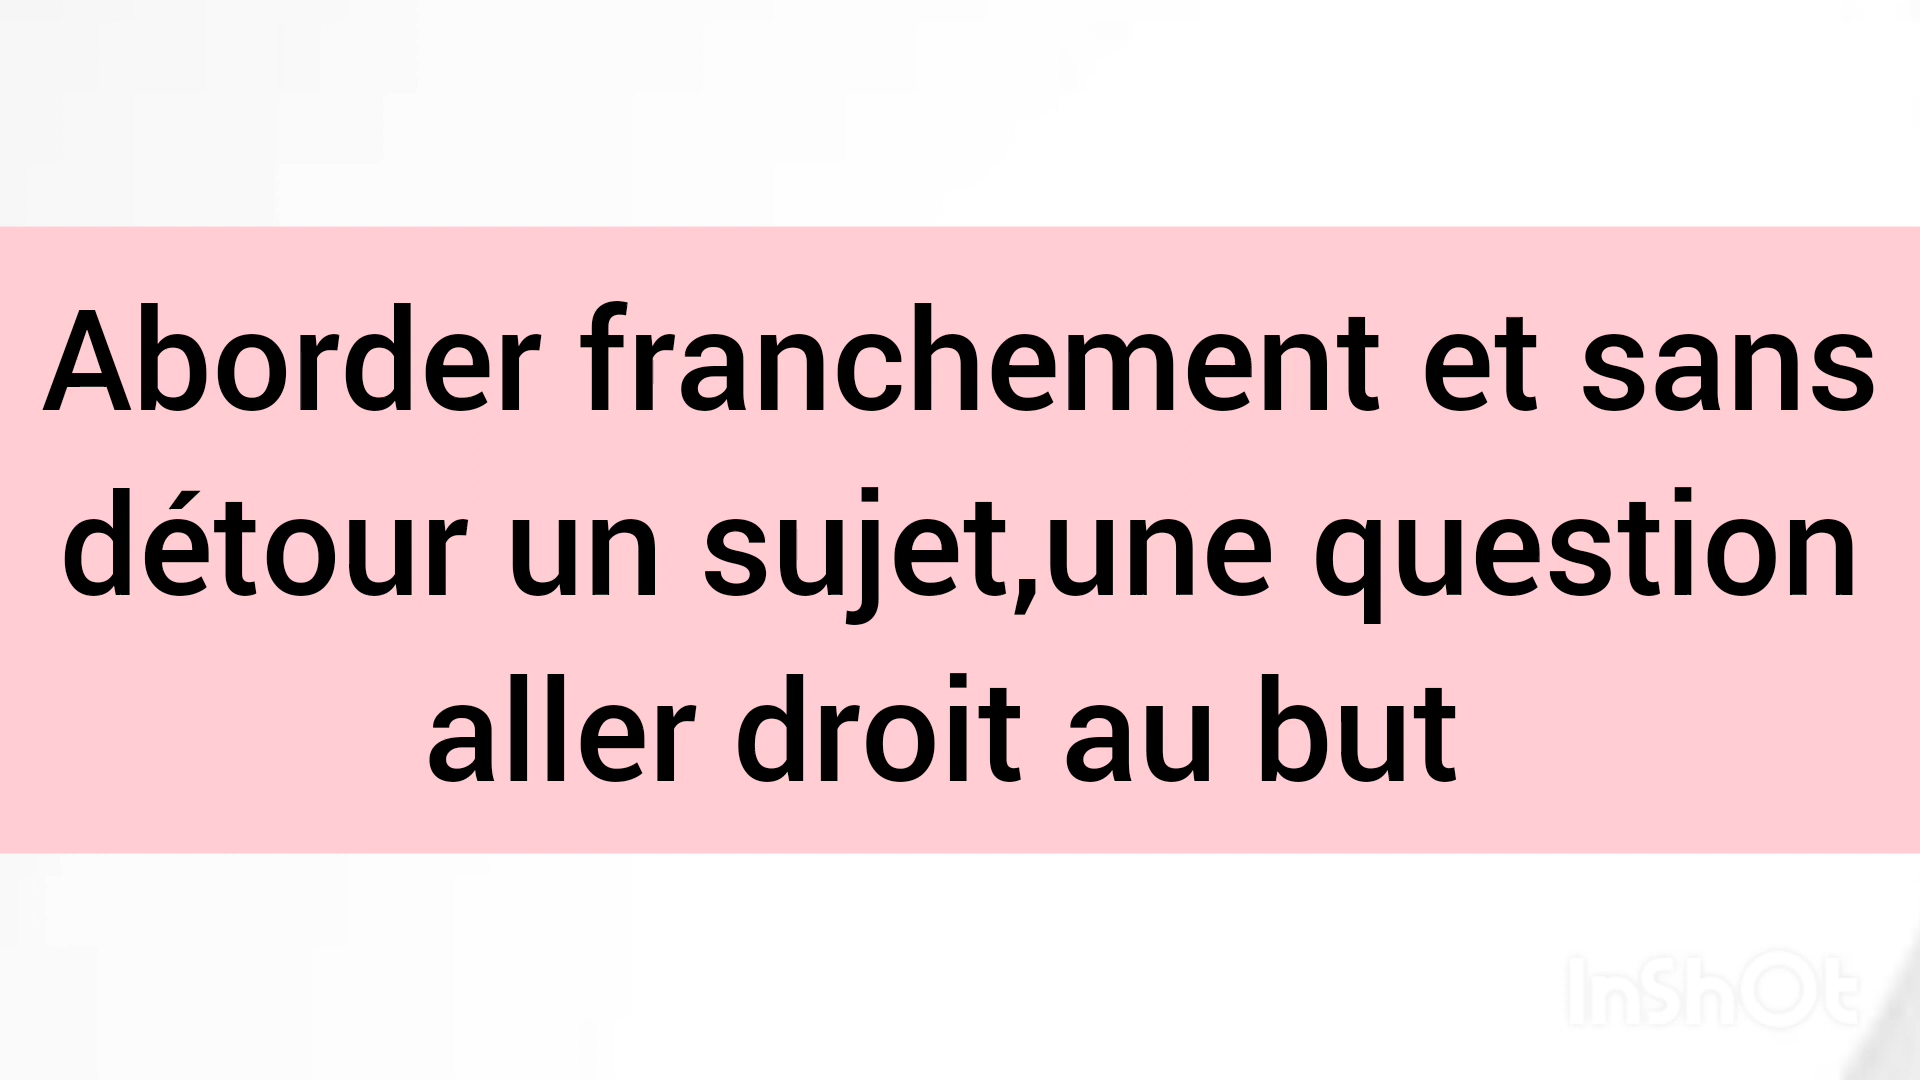 Aborder franchement et sans
détour un sujet,une question
aller droit au but
InShOt